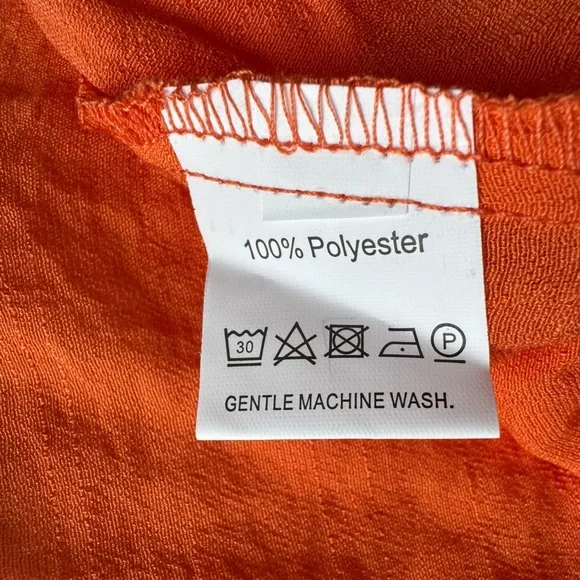 100% Polyester
30 P
GENTLE MACHINE WASH.